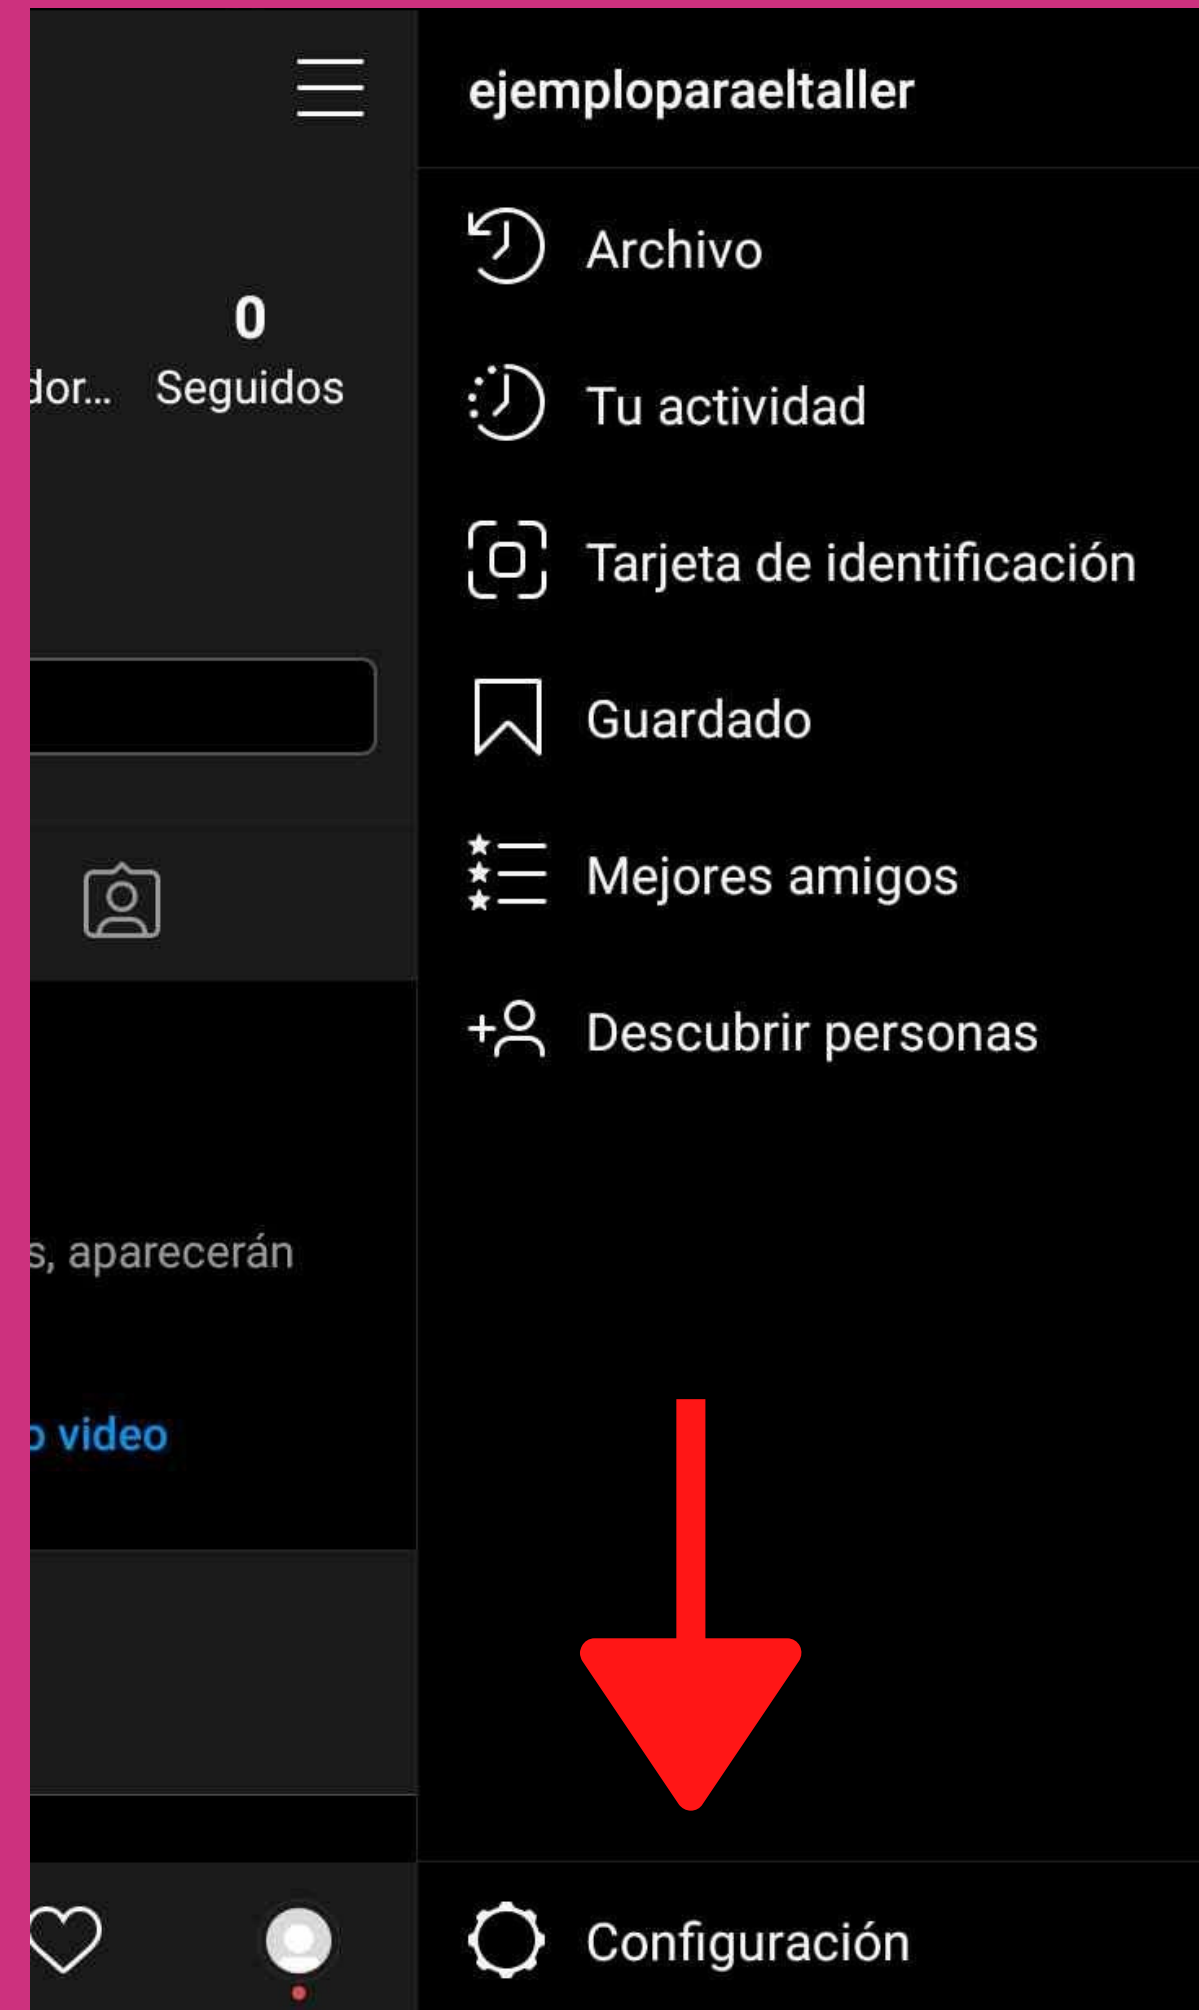 ejemploparaeltaller
Archivo
0
dor... Seguidos
Tu actividad
Tarjeta de identificación
Guardado
Mejores amigos
Descubrir personas
s, aparecerán
o video
Configuración